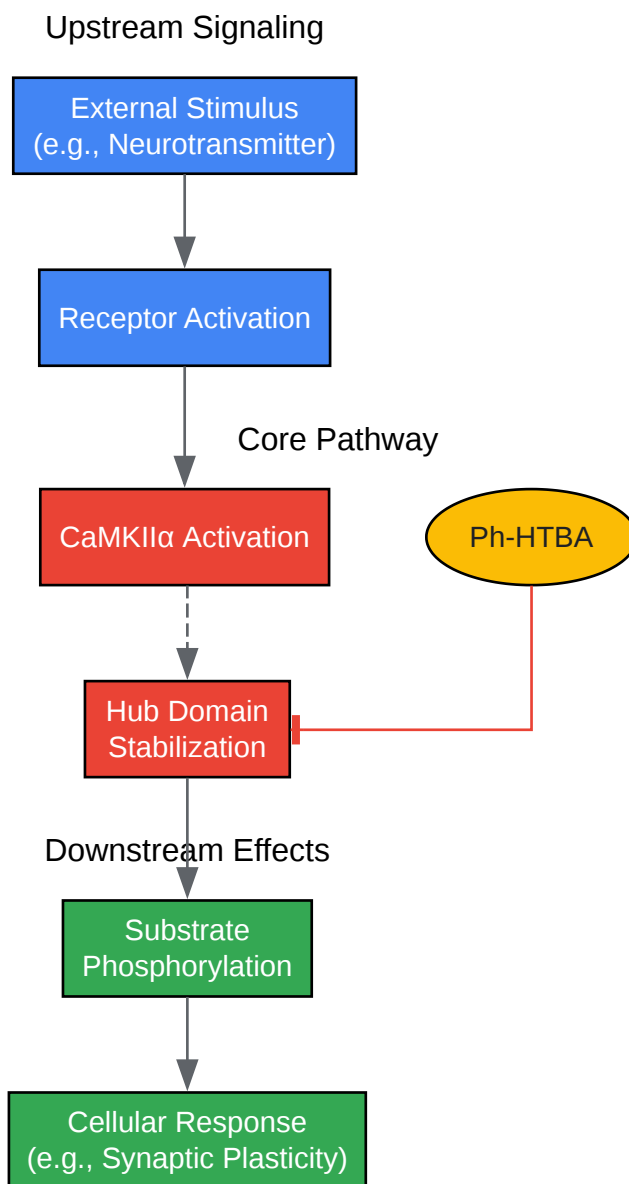 Upstream Signaling
External Stimulus
(e.g., Neurotransmitter)
Receptor Activation
Core Pathway
CaMKIIα Activation
Ph-HTBA
Hub Domain
Stabilization
Downstream Effects
Substrate
Phosphorylation
Cellular Response
(e.g., Synaptic Plasticity)